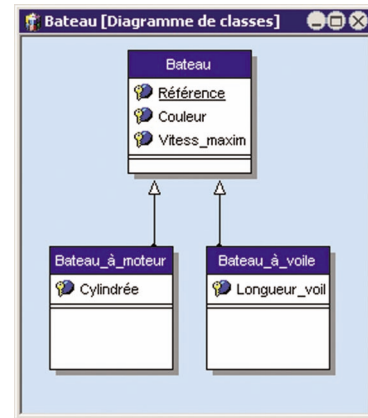 Bateau [Diagramme de classes]
Bateau
Référence
Couleur
Vitess_maxim
Bateau_à_moteur
Cylindrée
Bateau_à_voile
Longueur_voil